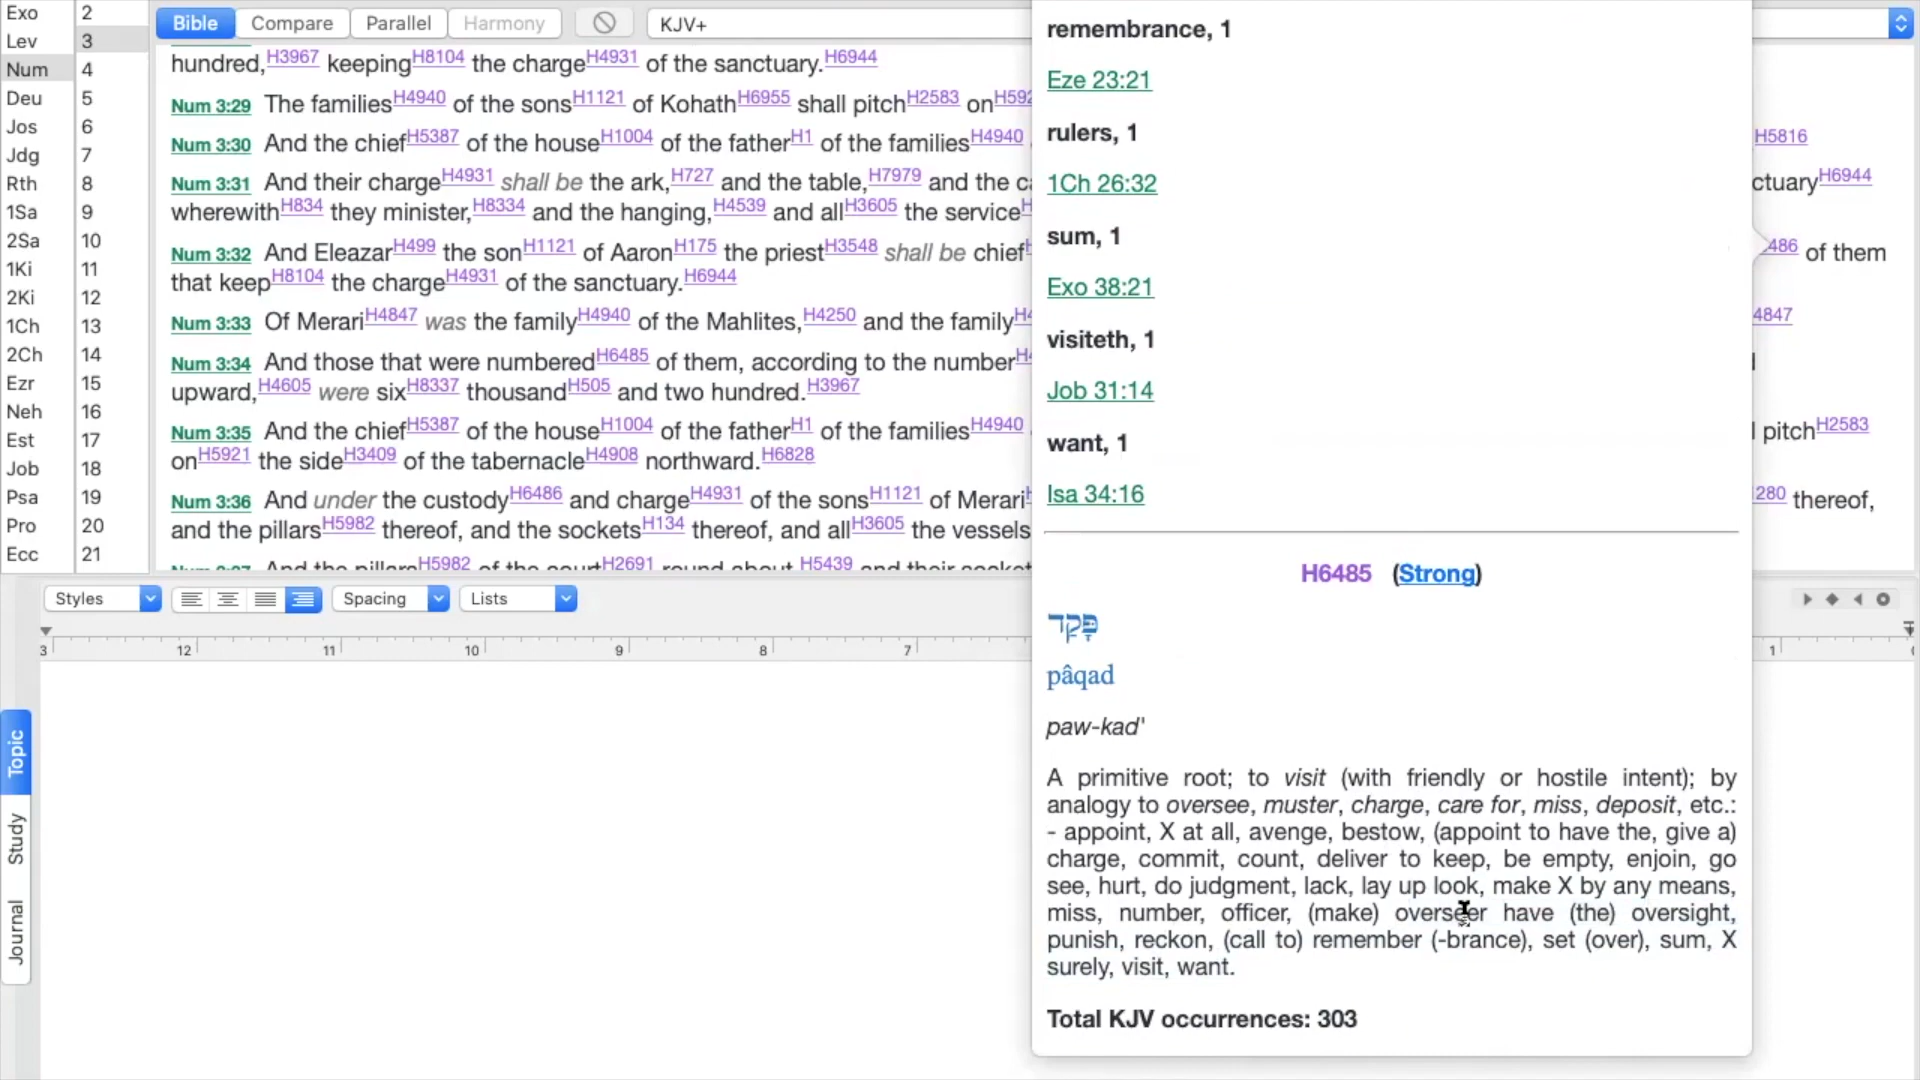 Exo 2
Lev 3
Num 4
Deu 5
Jos 6
Jdg 7
Rth 8
1Sa 9
2Sa 10
1Ki 11
2Ki 12
1Ch 13
2Ch 14
Ezr 15
Neh 16
Est 17
Job 18
Psa 19
Pro 20
Ecc 21
Bible Compare Parallel Harmony KJV+
hundred,H3967 keepingH8104 the chargeH4931 of the sanctuary.H6944
Num 3:29 The familiesH4940 of the sonsH1121 of KohathH6955 shall pitchH2583 onH592
Num 3:30 And the chiefH5387 of the houseH1004 of the fatherH1 of the familiesH4940 H5816
Num 3:31 And their chargeH4931 shall be the ark,H727 and the table,H7979 and the ca ctuaryH6944
wherewithH834 they minister,H8334 and the hanging,H4539 and allH3605 the serviceH
Num 3:32 And EleazarH499 the sonH1121 of AaronH175 the priestH3548 shall be chief 486 of them
that keepH8104 the chargeH4931 of the sanctuary.H6944
Num 3:33 Of MerariH4847 was the familyH4940 of the Mahlites,H4250 and the familyH4 4847
Num 3:34 And those that were numberedH6485 of them, according to the numberH4
upward,H4605 were sixH8337 thousandH505 and two hundred.H3967
Num 3:35 And the chiefH5387 of the houseH1004 of the fatherH1 of the familiesH4940 pitchH2583
onH5921 the sideH3409 of the tabernacleH4908 northward.H6828
Num 3:36 And under the custodyH6486 and chargeH4931 of the sonsH1121 of Merari 280 thereof,
and the pillarsH5982 thereof, and the socketsH134 thereof, and allH3605 the vessels
And the pillarsH5982 of the courtH2691 round about,H5439 and their
remembrance, 1
Eze 23:21
rulers, 1
1Ch 26:32
sum, 1
Exo 38:21
visiteth, 1
Job 31:14
want, 1
Isa 34:16
H6485 (Strong)
פָּקַד
pâqad
paw-kad'
A primitive root; to visit (with friendly or hostile intent); by
analogy to oversee, muster, charge, care for, miss, deposit, etc.:
- appoint, X at all, avenge, bestow, (appoint to have the, give a)
charge, commit, count, deliver to keep, be empty, enjoin, go
see, hurt, do judgment, lack, lay up look, make X by any means,
miss, number, officer, (make) overseer have (the) oversight,
punish, reckon, (call to) remember (-brance), set (over), sum, X
surely, visit, want.
Total KJV occurrences: 303
Styles Spacing Lists
3 12 11 10 9 8 7 1
Topic
Study
Journal